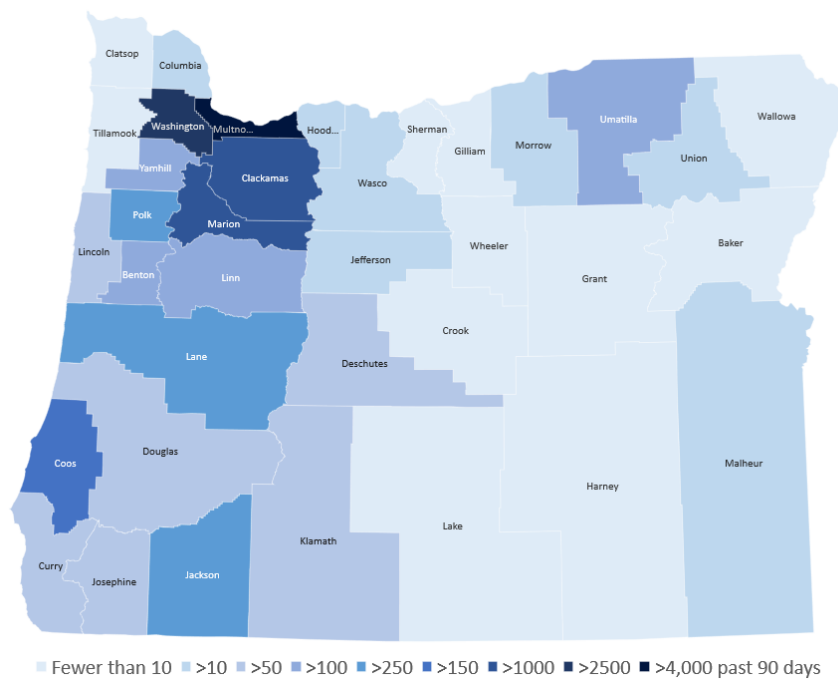 Clatsop
Columbia
Tillamook
Washington
Multno...
Hood...
Sherman
Gilliam
Morrow
Umatilla
Union
Wallowa
Yamhill
Clackamas
Wasco
Polk
Marion
Lincoln
Benton
Linn
Jefferson
Wheeler
Grant
Baker
Lane
Deschutes
Crook
Coos
Douglas
Harney
Malheur
Curry
Josephine
Jackson
Klamath
Lake
Fewer than 10 >10 >50 >100 >250 >150 >1000 >2500 >4,000 past 90 days